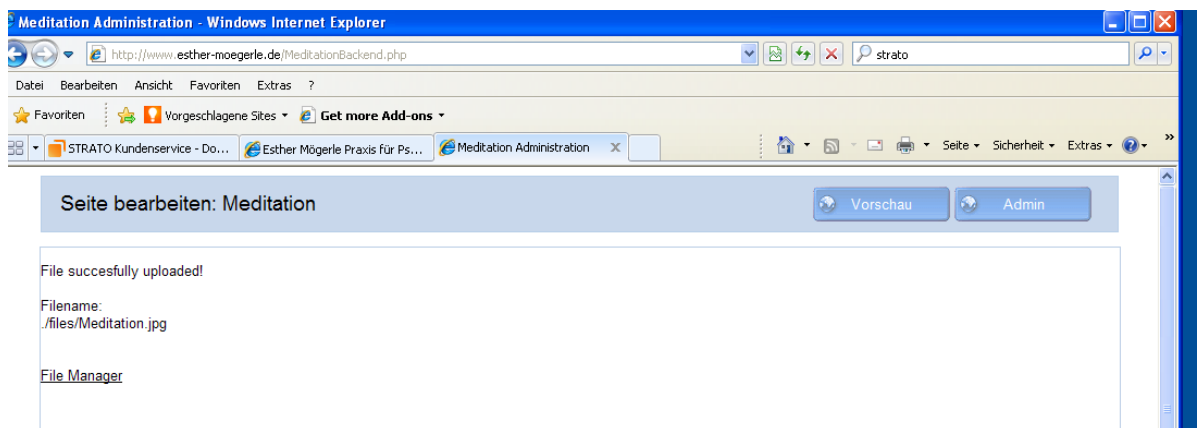 Meditation Administration - Windows Internet Explorer
http://www.esther-moegerle.de/MeditationBackend.php
strato
Datei Bearbeiten Ansicht Favoriten Extras ?
Favoriten Vorgeschlagene Sites Get more Add-ons
STRATO Kundenservice - Do... Esther Mögerle Praxis für Ps... Meditation Administration X Seite Sicherheit Extras »
Seite bearbeiten: Meditation Vorschau Admin
File succesfully uploaded!
Filename:
./files/Meditation.jpg
File Manager